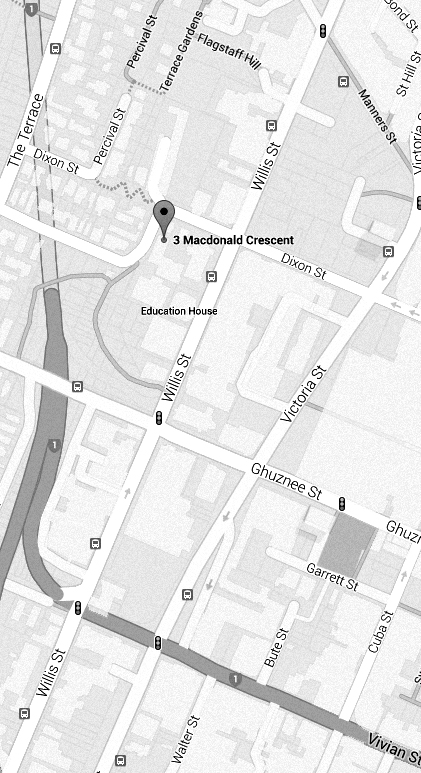 1
Percival St
Terrace Gardens
Flagstaff Hill
Bond St
St Hill St
Manners St
The Terrace
Dixon St
Percival St
Willis St
Victoria
3 Macdonald Crescent
Dixon St
Education House
Willis St
Victoria St
1
Ghuznee St
Ghuzn
Garrett St
Cuba St
Bute St
Willis St
1
Walter St
Vivian St